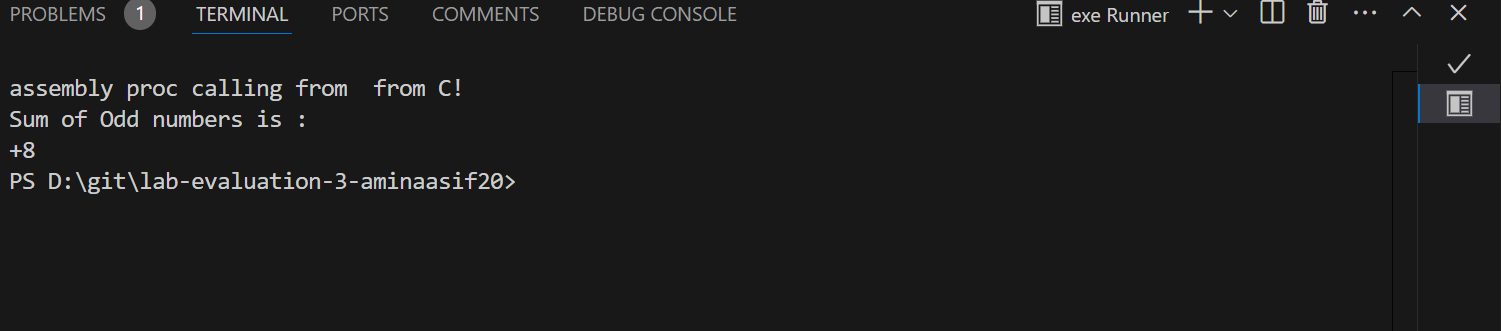 PROBLEMS 1 TERMINAL PORTS COMMENTS DEBUG CONSOLE exe Runner
assembly proc calling from  from C!
Sum of Odd numbers is :
+8
PS D:\git\lab-evaluation-3-aminaasif20>